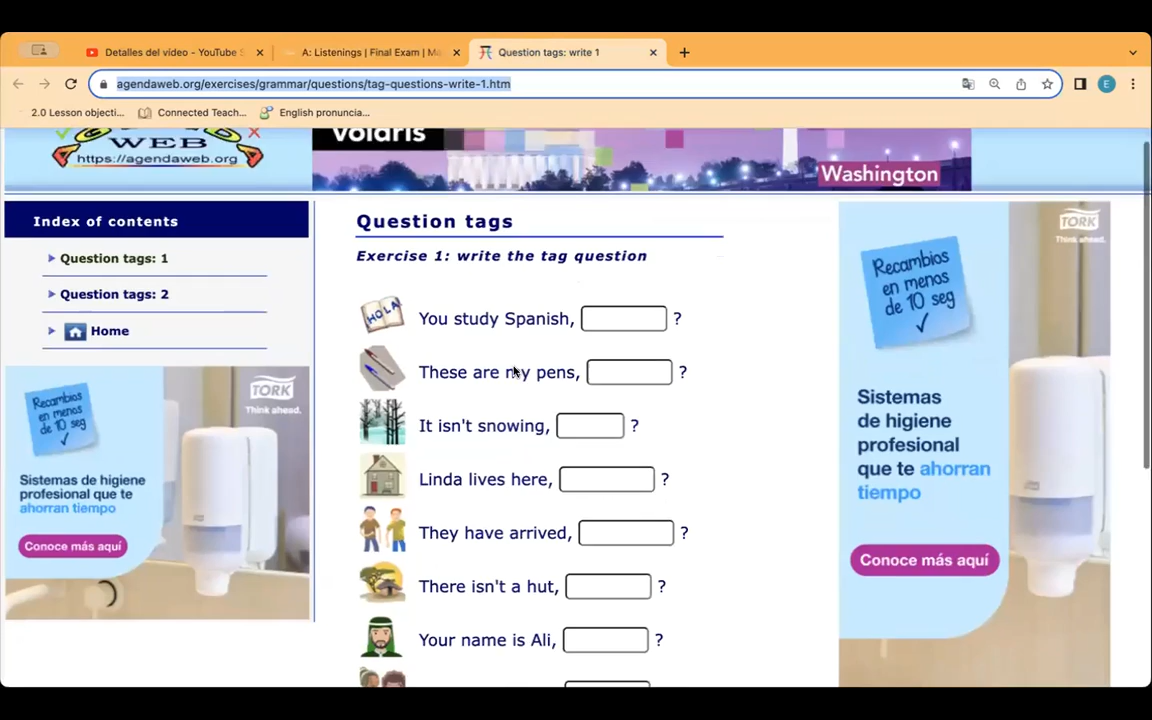 Detalles del vídeo - YouTube S
A: Listenings | Final Exam | Ma
Question tags: write 1
agendaweb.org/exercises/grammar/questions/tag-questions-write-1.htm
E
2.0 Lesson objecti...
Connected Teach...
English pronuncia...
WEB
https://agendaweb.org
volaris
Washington
Index of contents
Question tags: 1
Question tags: 2
Home
Question tags
Exercise 1: write the tag question
HOLA
You study Spanish, ?
These are my pens, ?
It isn't snowing, ?
Linda lives here, ?
They have arrived, ?
There isn't a hut, ?
Your name is Ali, ?
TORK
Think ahead.
Recambios
en menos
de 10 seg
Sistemas de higiene
profesional que te
ahorran tiempo
Conoce más aquí
TORK
Think ahead.
Recambios
en menos
de 10 seg
Sistemas
de higiene
profesional
que te ahorran
tiempo
Conoce más aquí